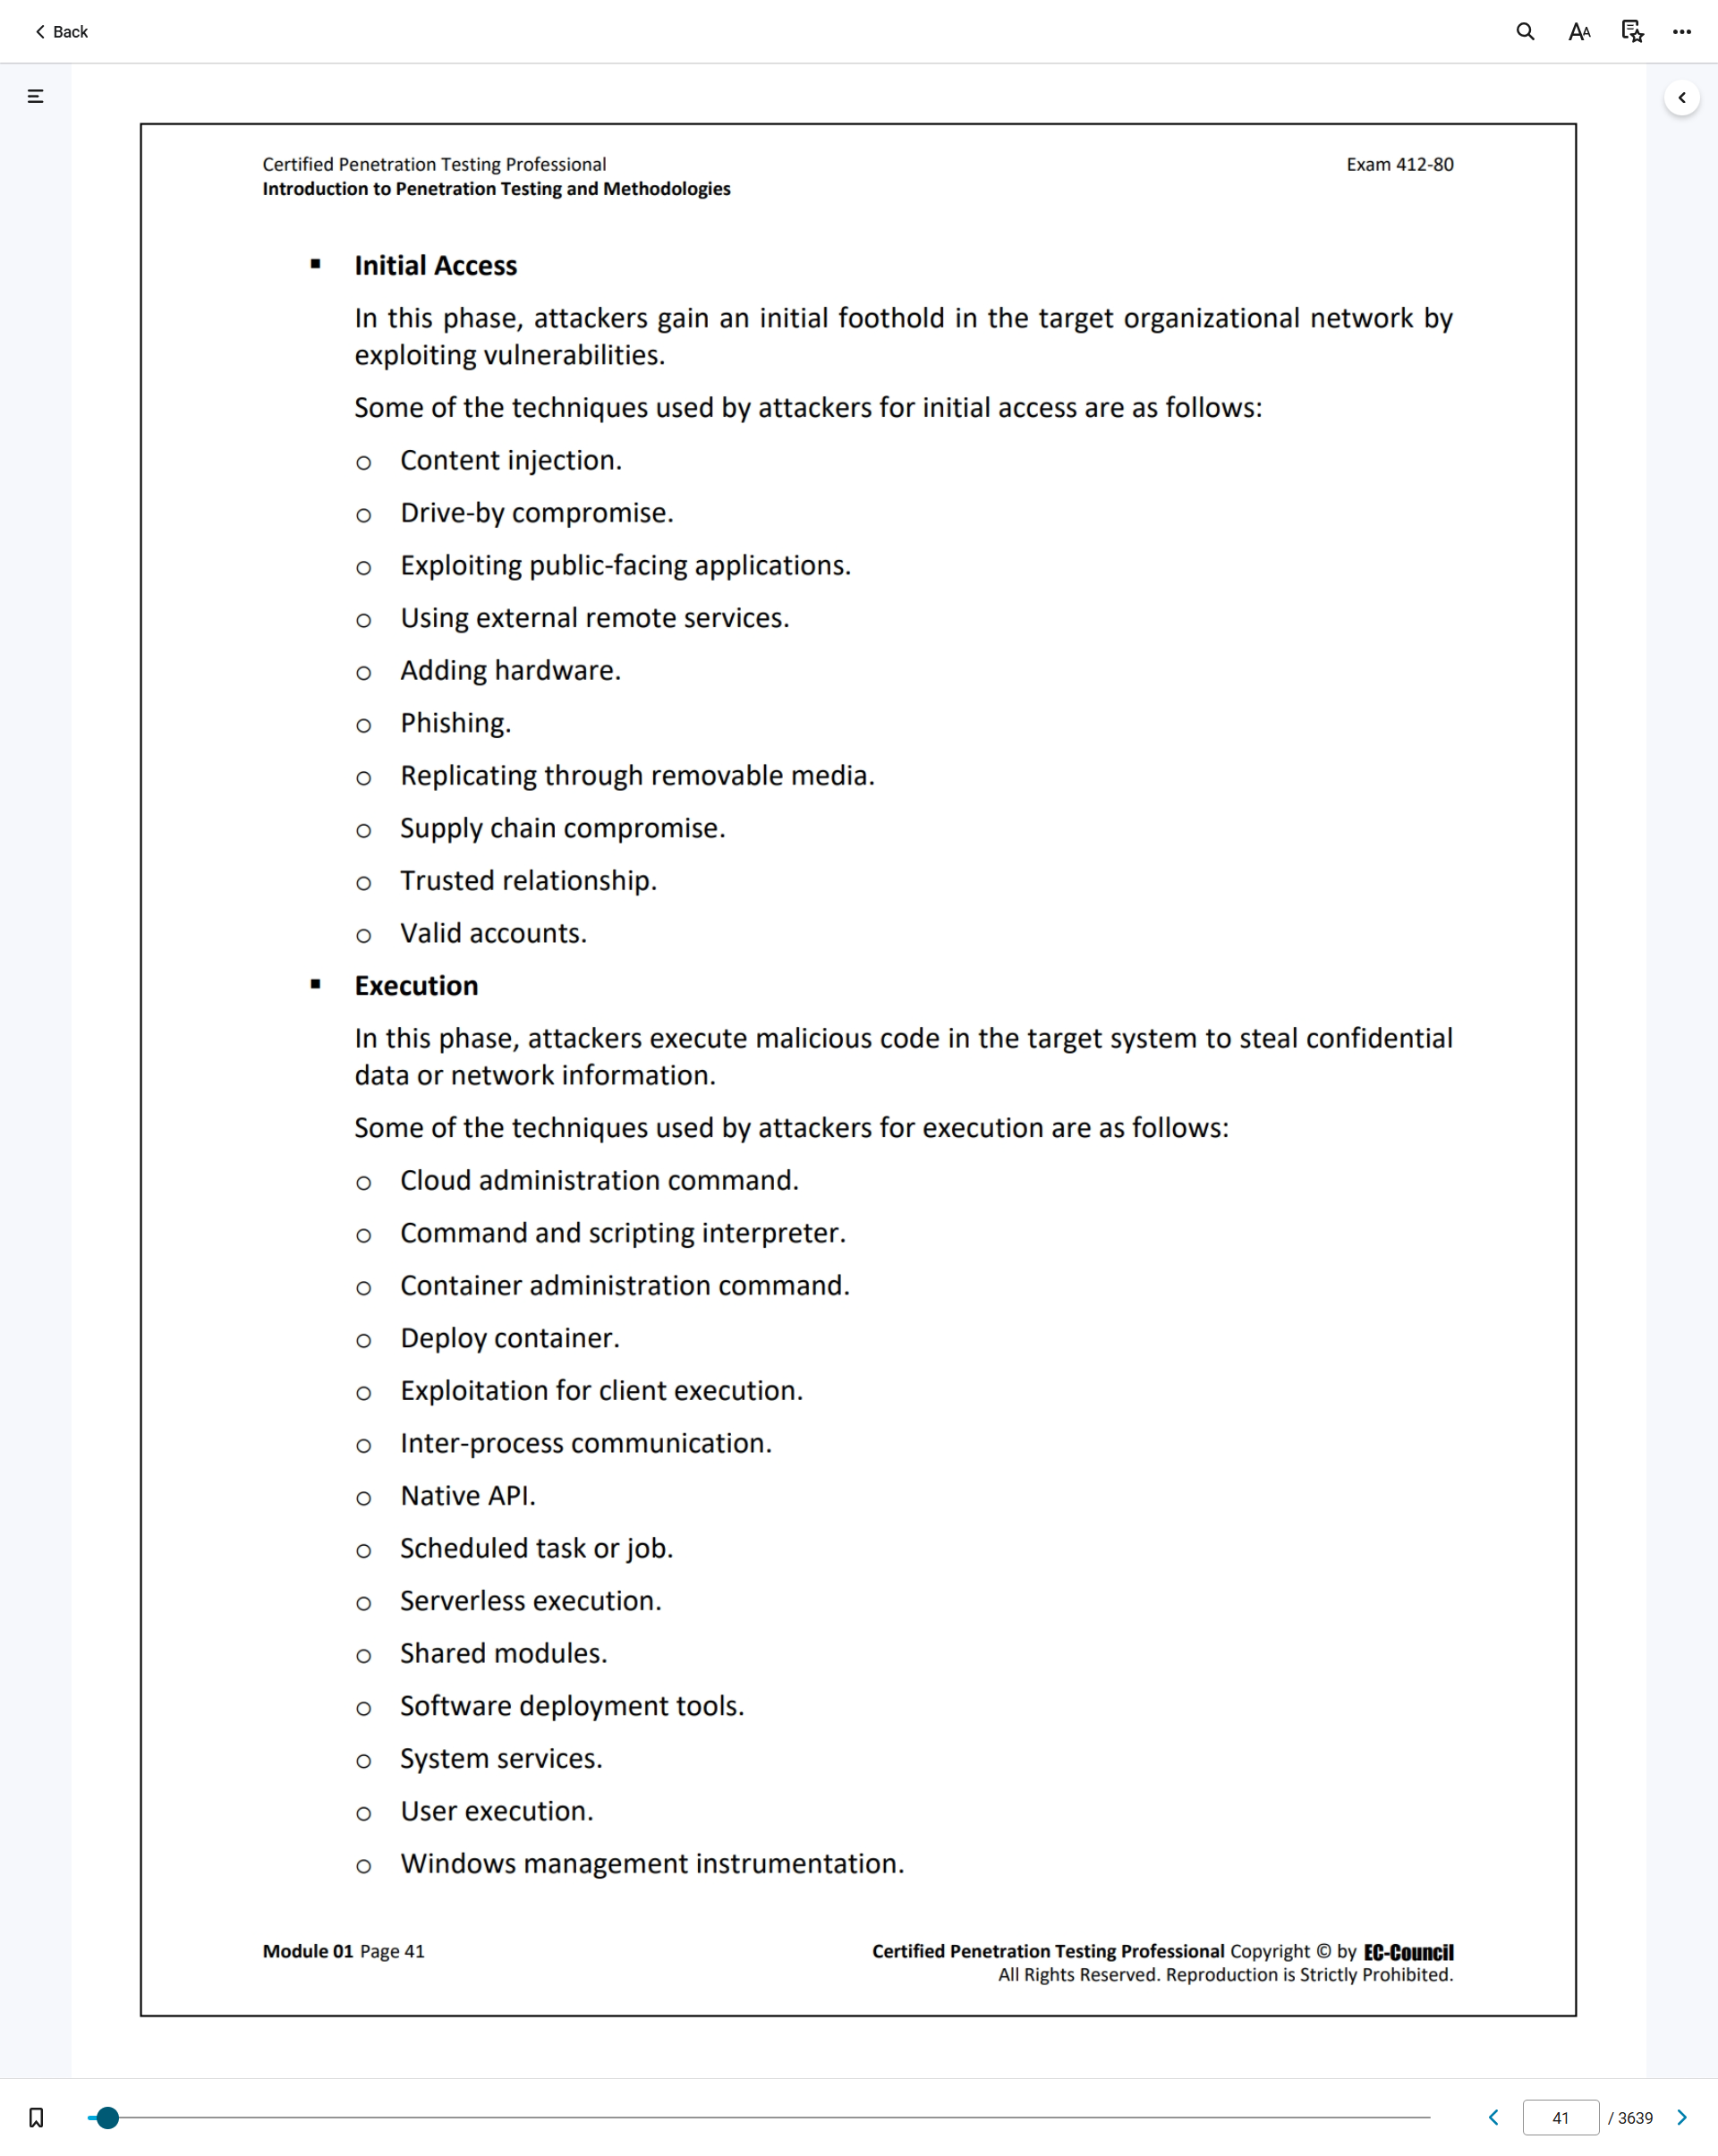 Back
Certified Penetration Testing Professional Exam 412-80
Introduction to Penetration Testing and Methodologies
▪ Initial Access
In this phase, attackers gain an initial foothold in the target organizational network by
exploiting vulnerabilities.
Some of the techniques used by attackers for initial access are as follows:
o Content injection.
o Drive-by compromise.
o Exploiting public-facing applications.
o Using external remote services.
o Adding hardware.
o Phishing.
o Replicating through removable media.
o Supply chain compromise.
o Trusted relationship.
o Valid accounts.
▪ Execution
In this phase, attackers execute malicious code in the target system to steal confidential
data or network information.
Some of the techniques used by attackers for execution are as follows:
o Cloud administration command.
o Command and scripting interpreter.
o Container administration command.
o Deploy container.
o Exploitation for client execution.
o Inter-process communication.
o Native API.
o Scheduled task or job.
o Serverless execution.
o Shared modules.
o Software deployment tools.
o System services.
o User execution.
o Windows management instrumentation.
Module 01 Page 41 Certified Penetration Testing Professional Copyright © by EC-Council
All Rights Reserved. Reproduction is Strictly Prohibited.
41 / 3639